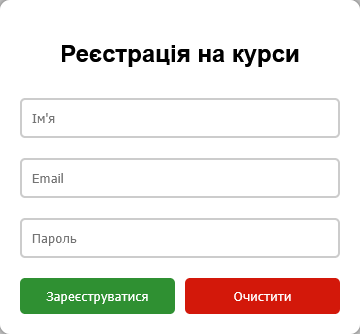 Реєстрація на курси
Ім'я
Email
Пароль
Зареєструватися
Очистити